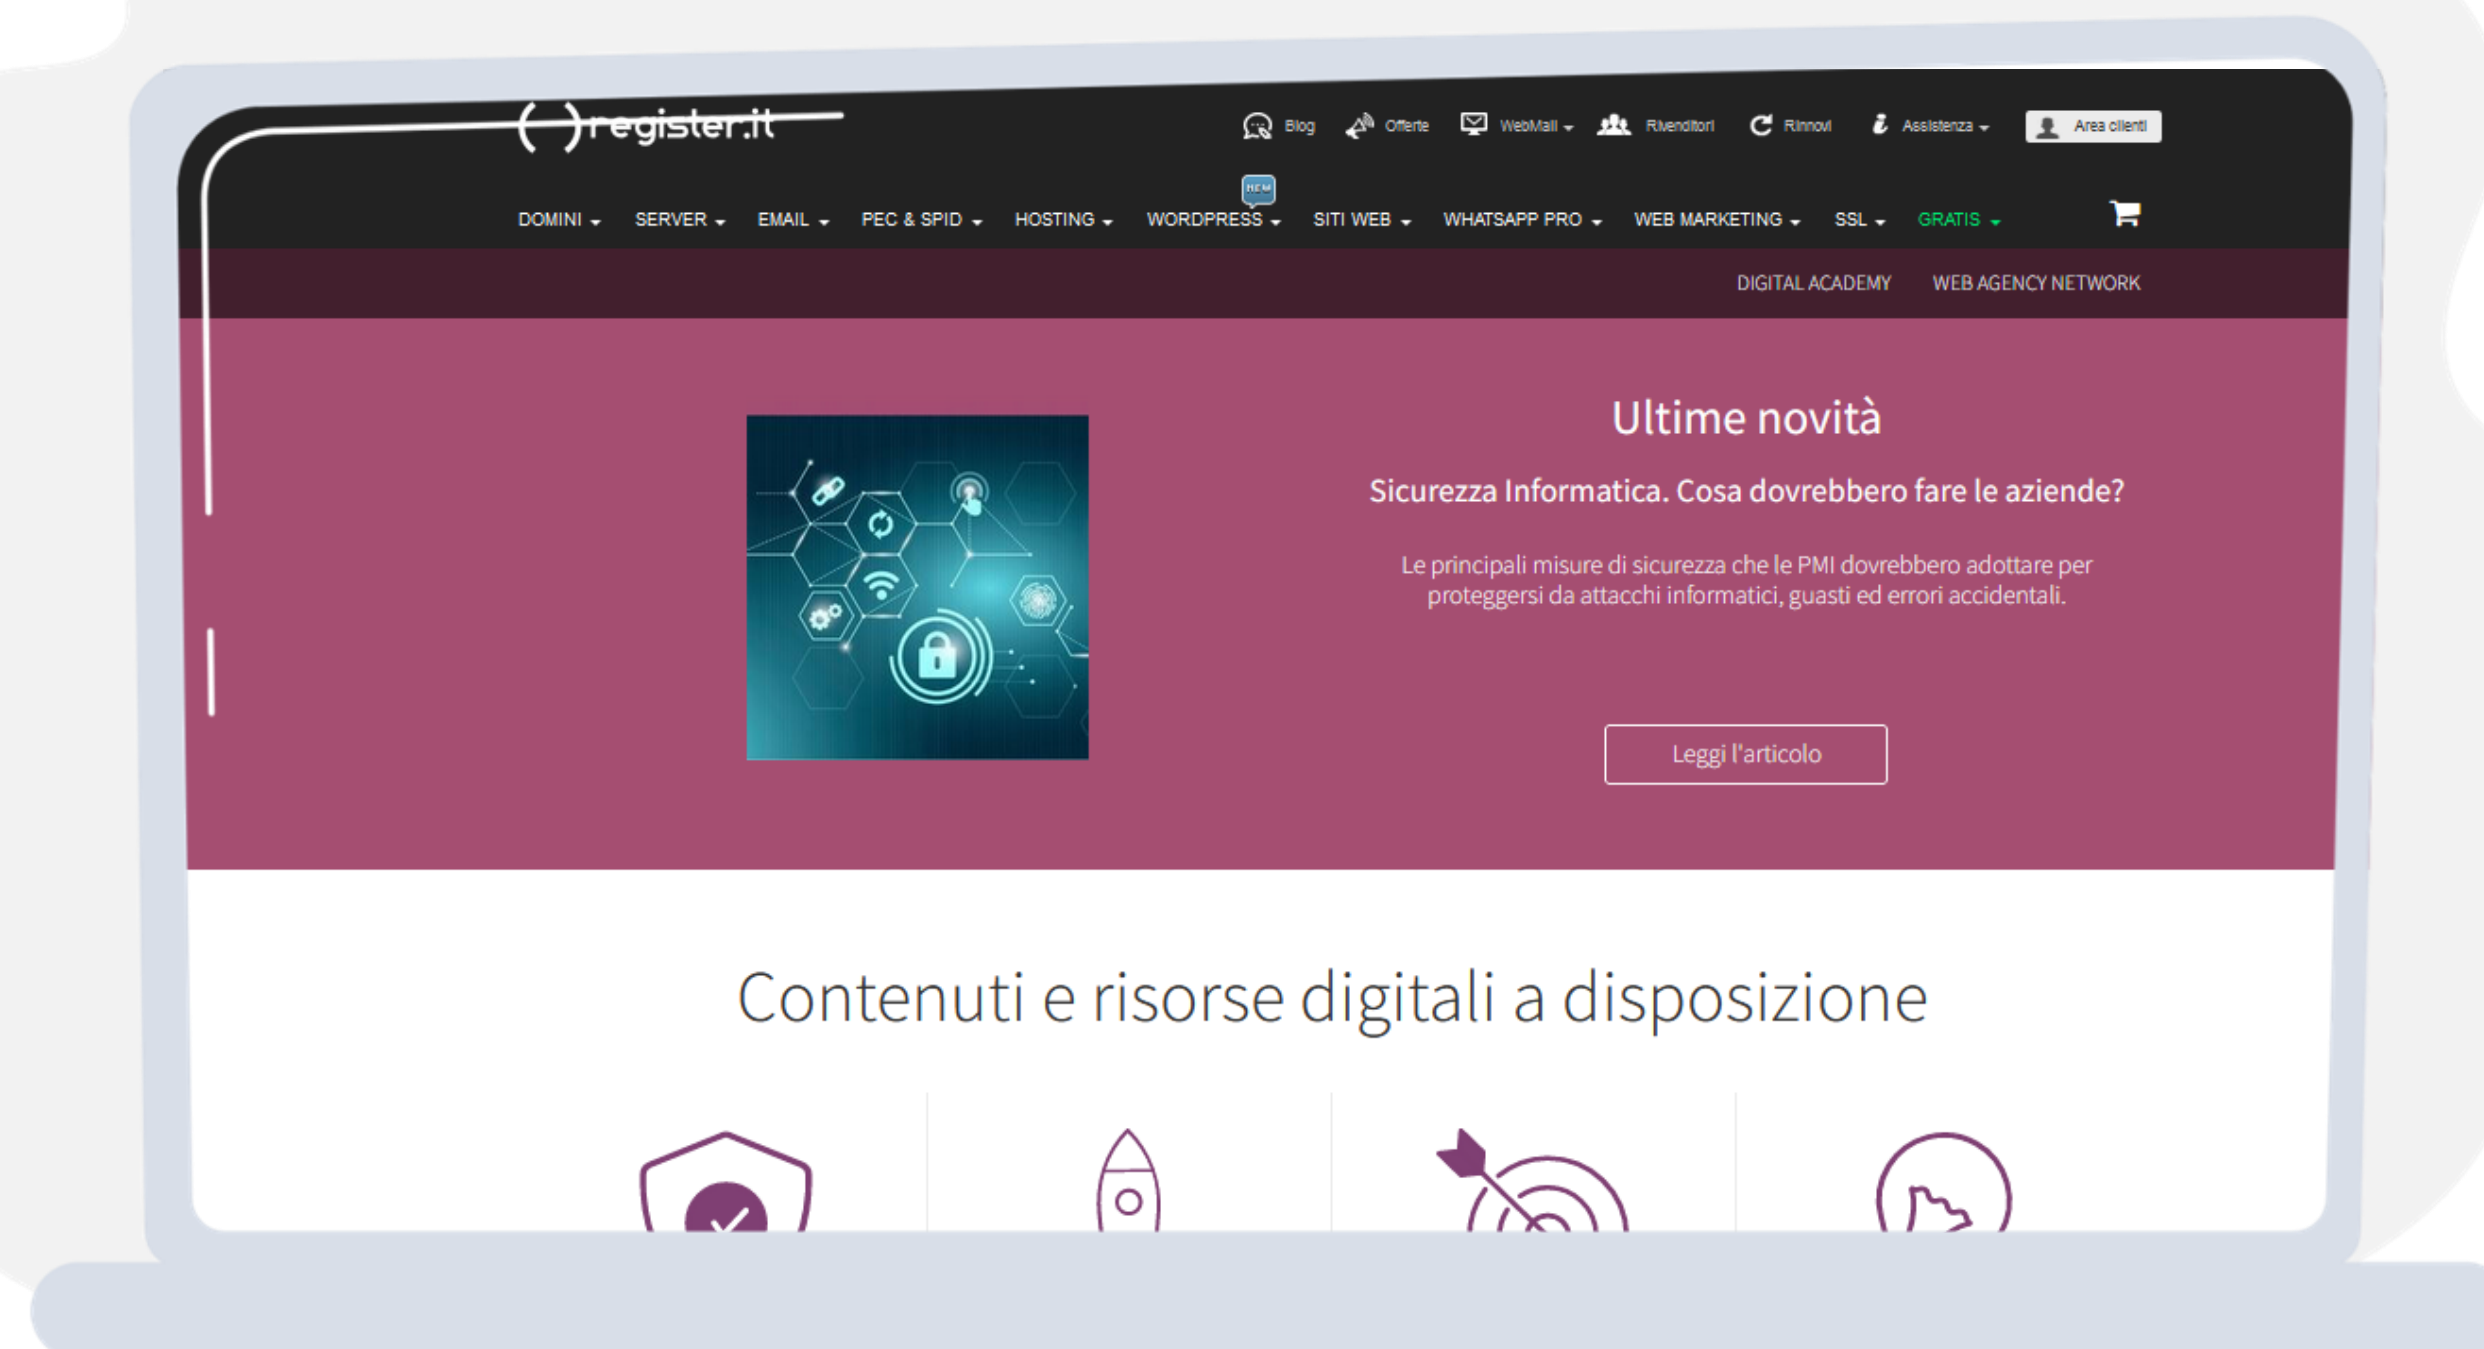 register.it
Blog Offerte WebMail Rivenditori Rinnovi Assistenza Area clienti
NEW
DOMINI SERVER EMAIL PEC & SPID HOSTING WORDPRESS SITI WEB WHATSAPP PRO WEB MARKETING SSL GRATIS
DIGITAL ACADEMY WEB AGENCY NETWORK
Ultime novità
Sicurezza Informatica. Cosa dovrebbero fare le aziende?
Le principali misure di sicurezza che le PMI dovrebbero adottare per
proteggersi da attacchi informatici, guasti ed errori accidentali.
Leggi l'articolo
Contenuti e risorse digitali a disposizione